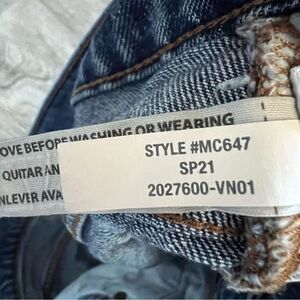 OVE BEFORE WASHING OR WEARING
QUITAR AN
NLEVER AVA
STYLE #MC647
SP21
2027600-VN01